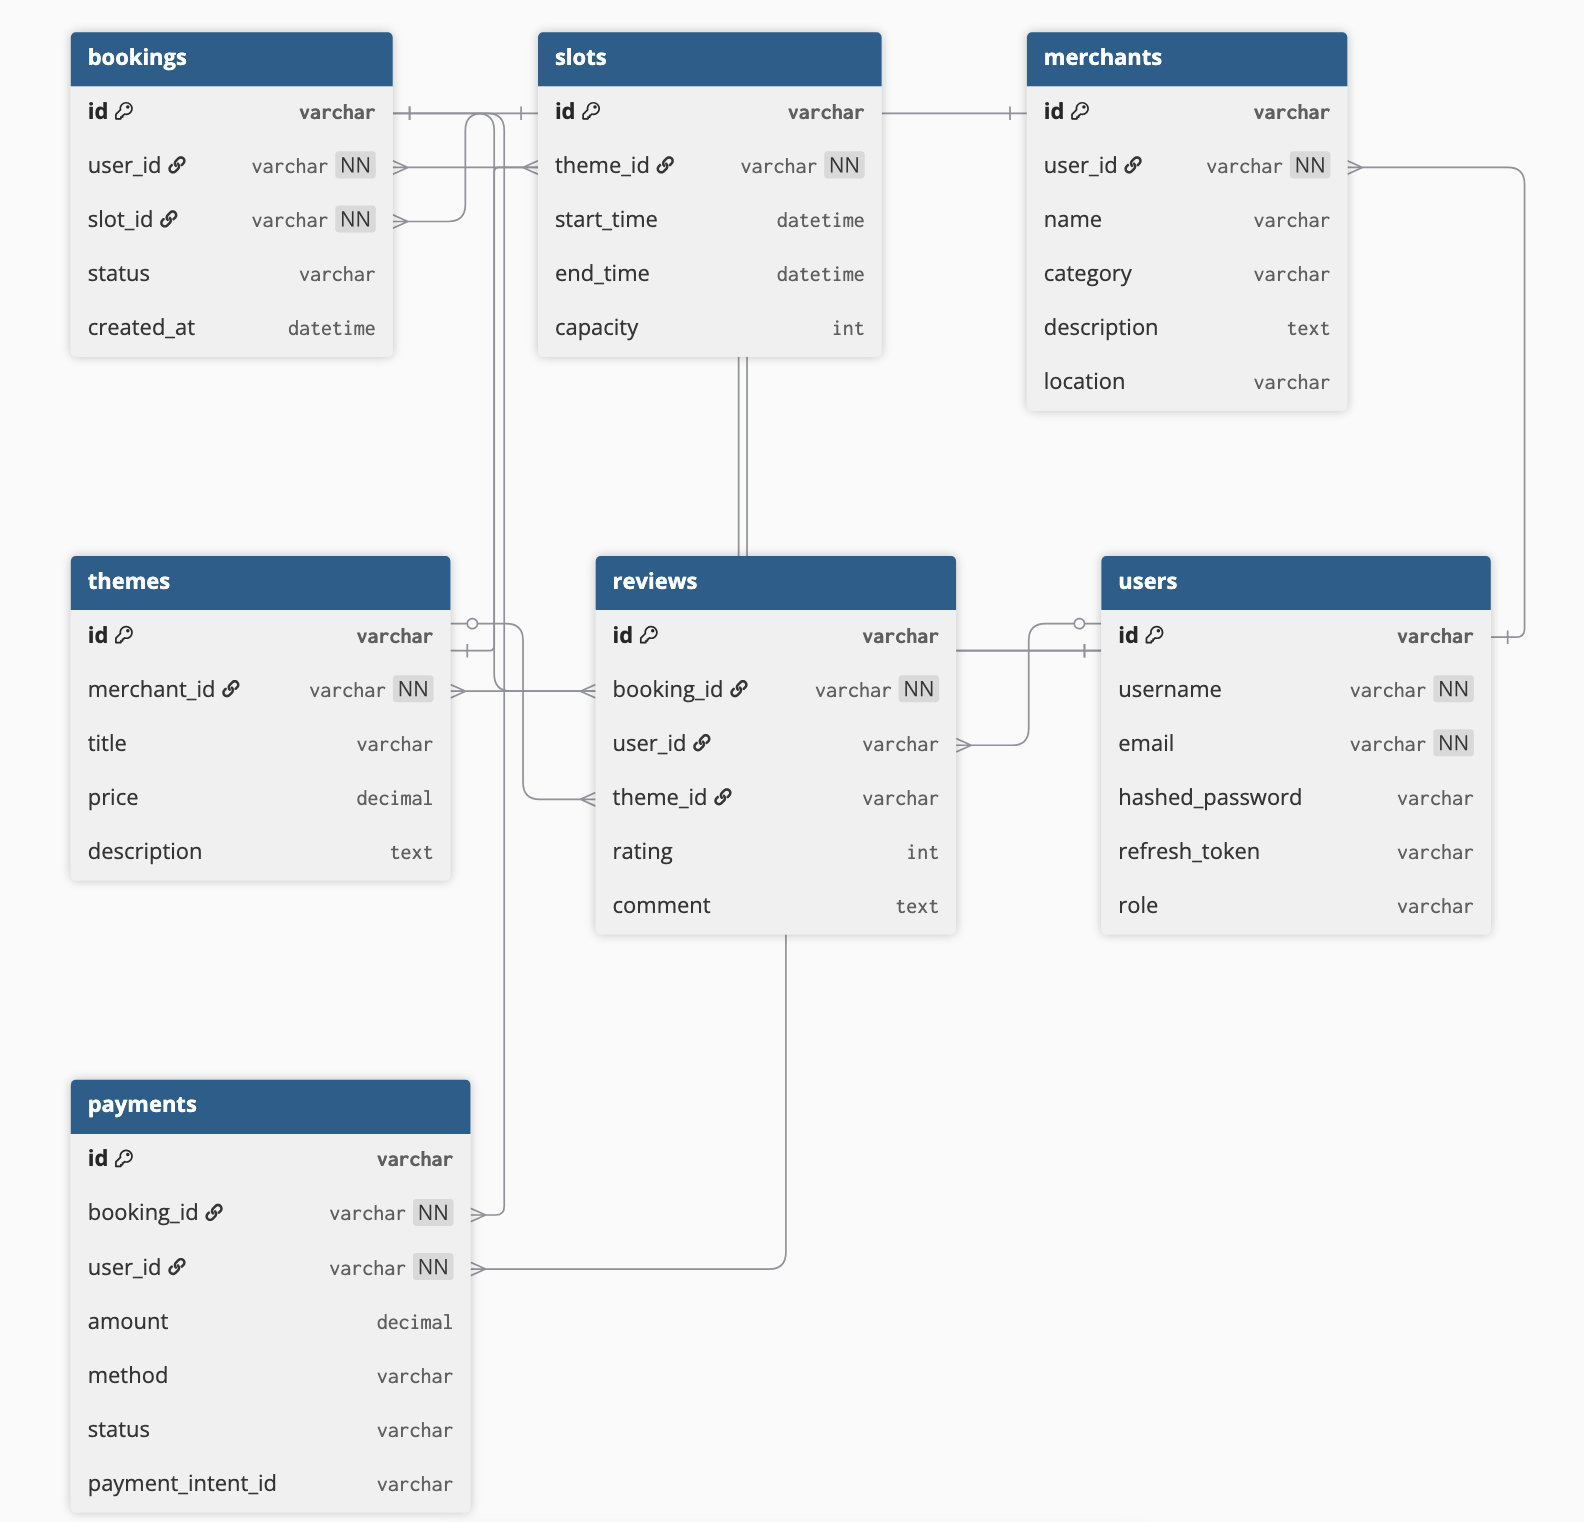 bookings
id varchar
user_id varchar NN
slot_id varchar NN
status varchar
created_at datetime
slots
id varchar
theme_id varchar NN
start_time datetime
end_time datetime
capacity int
merchants
id varchar
user_id varchar NN
name varchar
category varchar
description text
location varchar
themes
id varchar
merchant_id varchar NN
title varchar
price decimal
description text
reviews
id varchar
booking_id varchar NN
user_id varchar
theme_id varchar
rating int
comment text
users
id varchar
username varchar NN
email varchar NN
hashed_password varchar
refresh_token varchar
role varchar
payments
id varchar
booking_id varchar NN
user_id varchar NN
amount decimal
method varchar
status varchar
payment_intent_id varchar